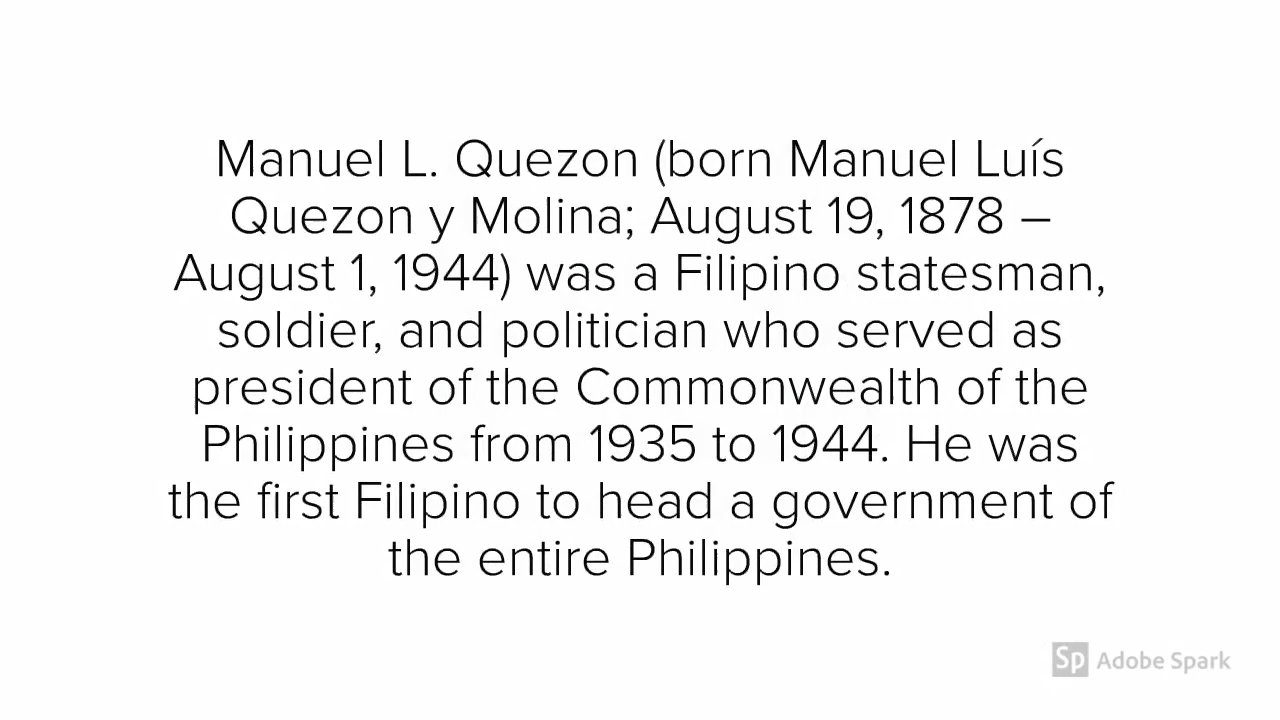 Manuel L. Quezon (born Manuel Luís
Quezon y Molina; August 19, 1878 –
August 1, 1944) was a Filipino statesman,
soldier, and politician who served as
president of the Commonwealth of the
Philippines from 1935 to 1944. He was
the first Filipino to head a government of
the entire Philippines.
Sp Adobe Spark